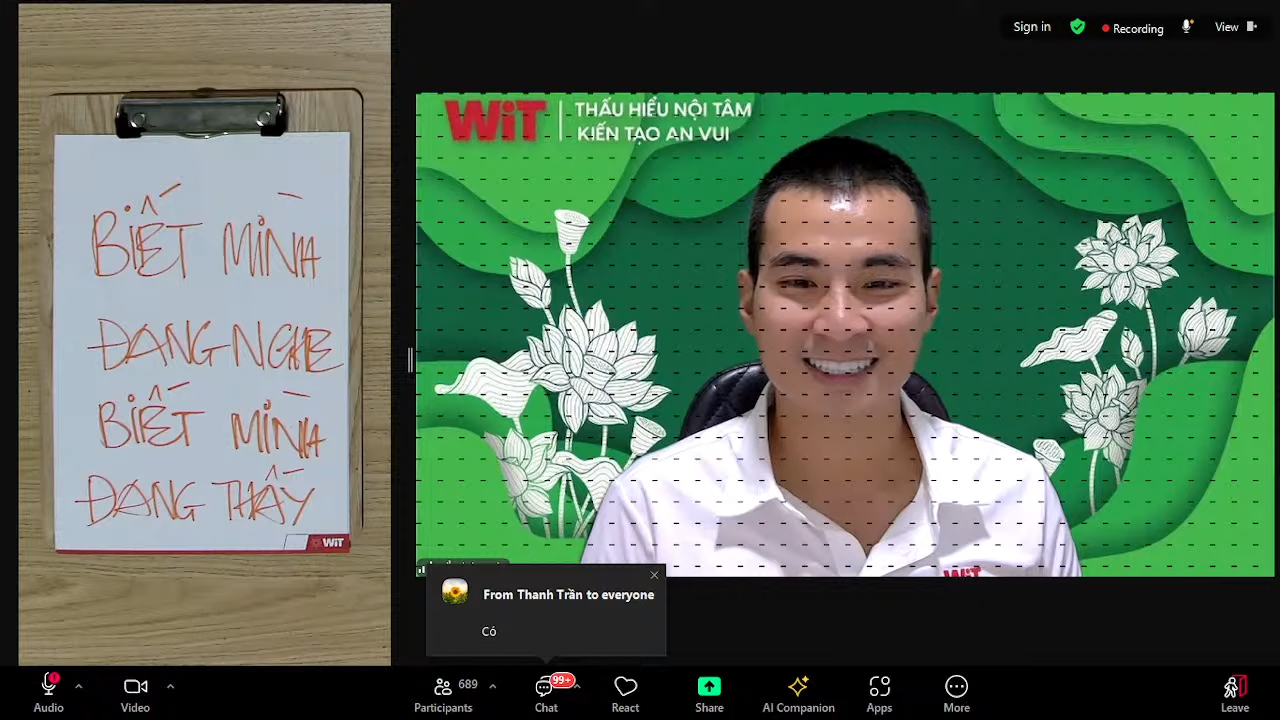 Sign in
Recording
View
WiT
THẤU HIỂU NỘI TÂM
KIẾN TẠO AN VUI
BIẾT MÌNH
ĐANG NGHE
BIẾT MÌNH
ĐANG THẤY
WiT
WiT
From Thanh Trần to everyone
Có
Audio
Video
689
Participants
99+
Chat
React
Share
AI Companion
Apps
More
Leave